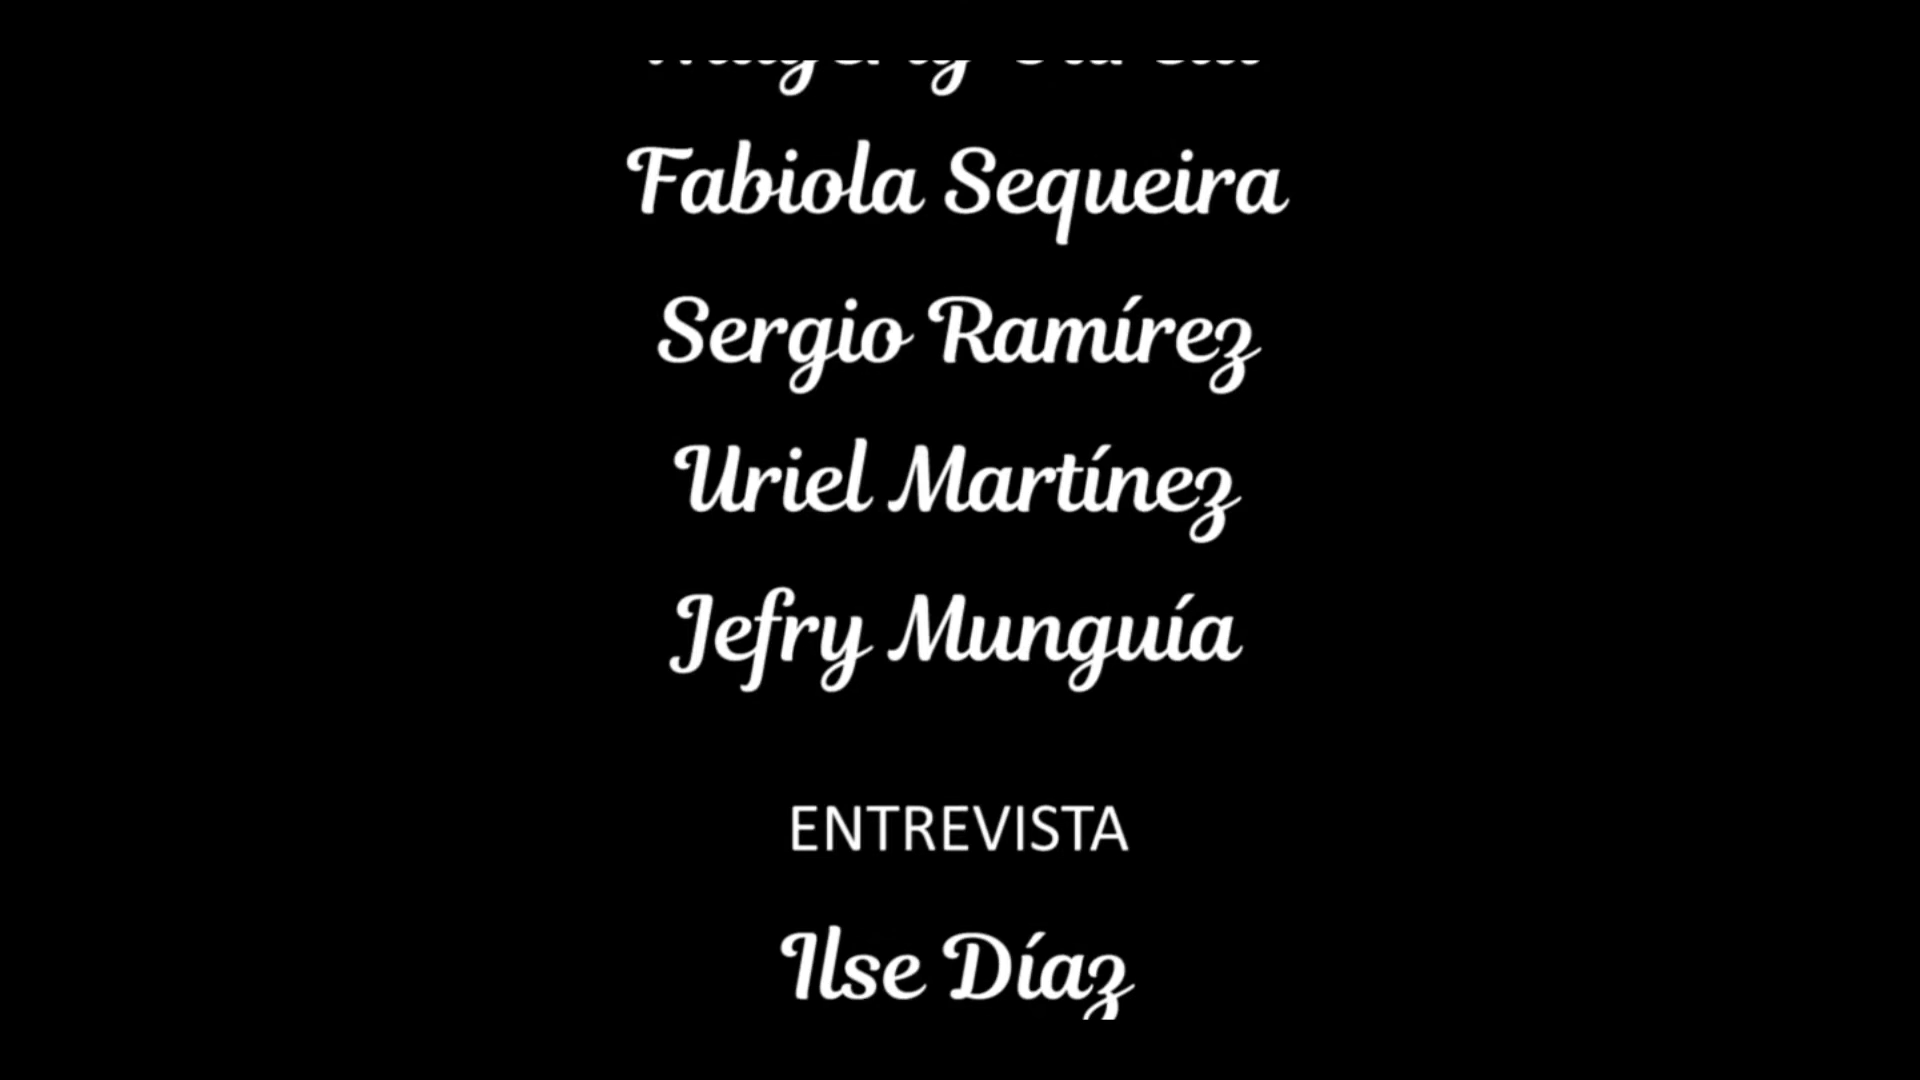 Fabiola Sequeira
Sergio Ramírez
Uriel Martínez
Jefry Munguía
ENTREVISTA
Ilse Díaz